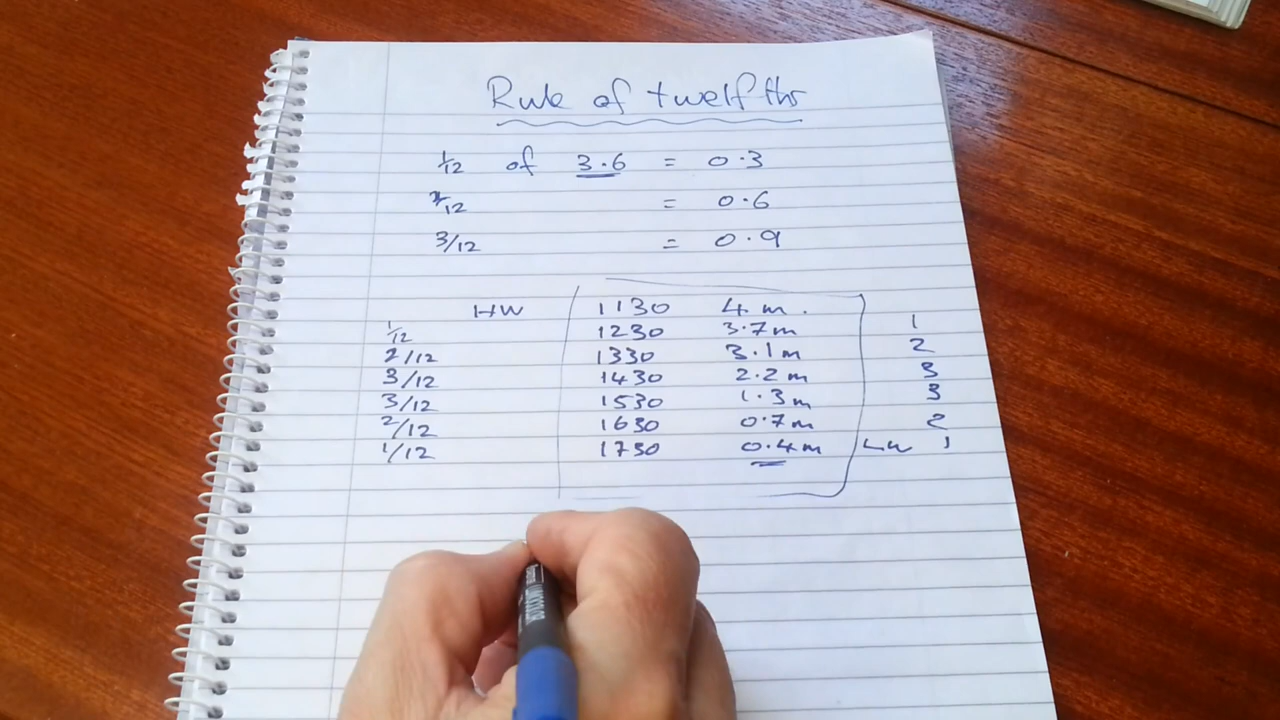 Rule of twelfths
1/12 of 3.6 = 0.3
2/12 = 0.6
3/12 = 0.9
HW 1130 4 m.
1/12 1230 3.7m 1
2/12 1330 3.1m 2
3/12 1430 2.2m 3
3/12 1530 1.3m 3
2/12 1630 0.7m 2
1/12 1730 0.4m LW 1